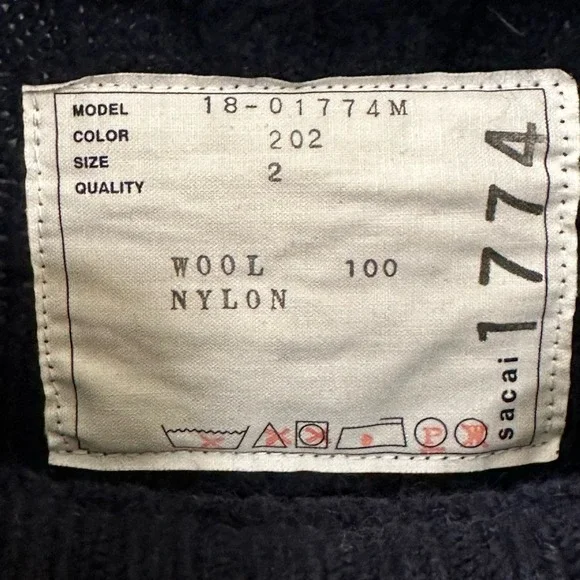 MODEL 18-01774M
COLOR 202
SIZE 2
QUALITY
WOOL 100
NYLON
P
W
sacai 1774